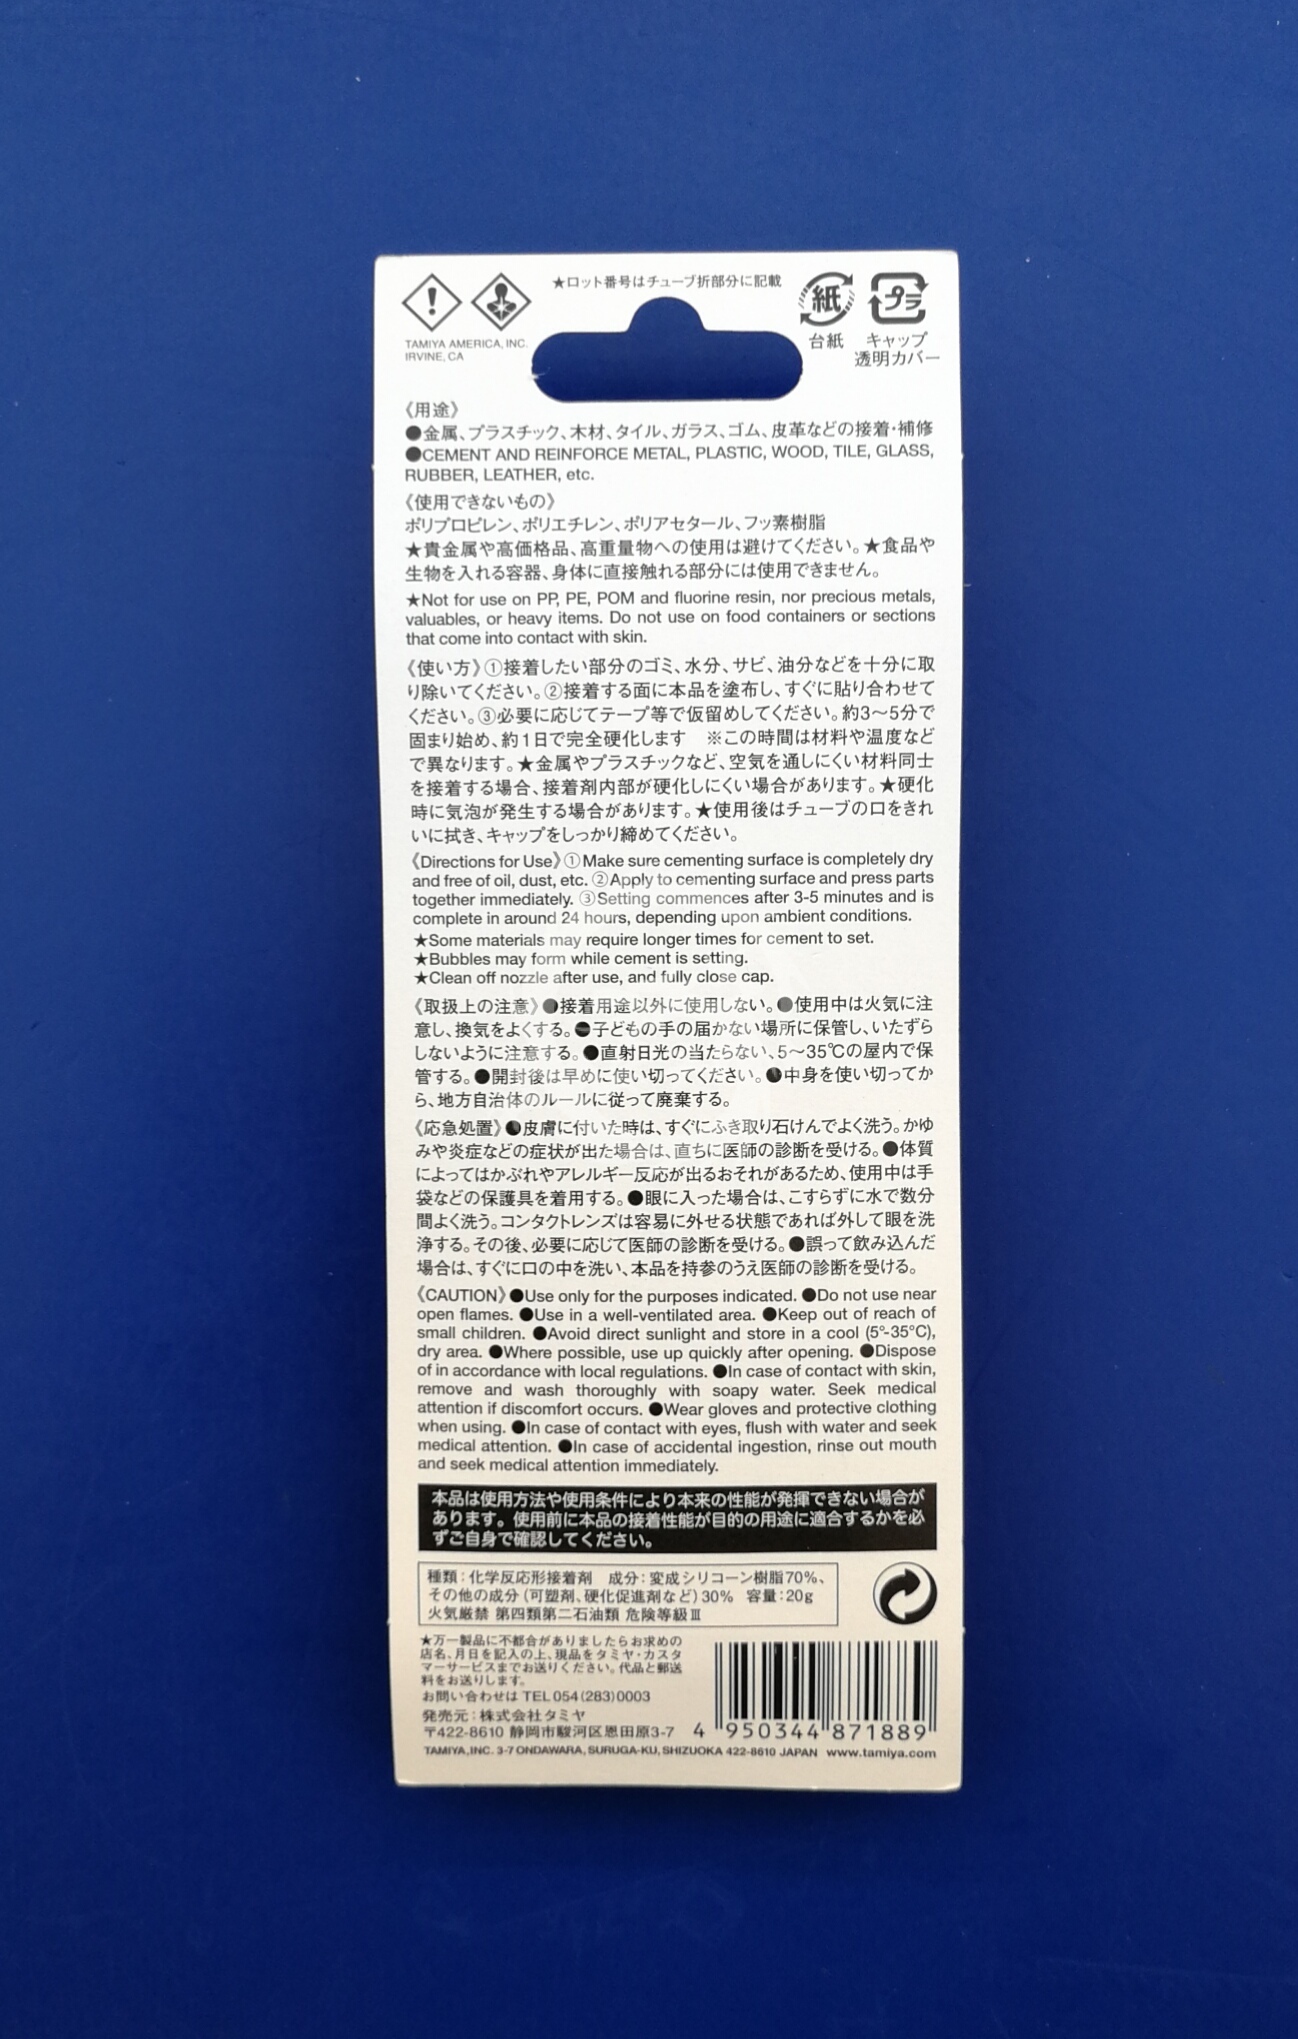 ★ロット番号はチューブ折部分に記載
紙
プラ
TAMIYA AMERICA, INC.
IRVINE, CA
台紙
キャップ
透明カバー
《用途》
●金属、プラスチック、木材、タイル、ガラス、ゴム、皮革などの接着・補修
●CEMENT AND REINFORCE METAL, PLASTIC, WOOD, TILE, GLASS,
RUBBER, LEATHER, etc.
《使用できないもの》
ポリプロピレン、ポリエチレン、ポリアセタール、フッ素樹脂
★貴金属や高価格品、高重量物への使用は避けてください。★食品や
生物を入れる容器、身体に直接触れる部分には使用できません。
★Not for use on PP, PE, POM and fluorine resin, nor precious metals,
valuables, or heavy items. Do not use on food containers or sections
that come into contact with skin.
《使い方》①接着したい部分のゴミ、水分、サビ、油分などを十分に取
り除いてください。②接着する面に本品を塗布し、すぐに貼り合わせて
ください。③必要に応じてテープ等で仮留めしてください。約3～5分で
固まり始め、約1日で完全硬化します　※この時間は材料や温度など
で異なります。★金属やプラスチックなど、空気を通しにくい材料同士
を接着する場合、接着剤内部が硬化しにくい場合があります。★硬化
時に気泡が発生する場合があります。★使用後はチューブの口をきれ
いに拭き、キャップをしっかり締めてください。
《Directions for Use》①Make sure cementing surface is completely dry
and free of oil, dust, etc. ②Apply to cementing surface and press parts
together immediately. ③Setting commences after 3-5 minutes and is
complete in around 24 hours, depending upon ambient conditions.
★Some materials may require longer times for cement to set.
★Bubbles may form while cement is setting.
★Clean off nozzle after use, and fully close cap.
《取扱上の注意》●接着用途以外に使用しない。●使用中は火気に注
意し、換気をよくする。●子どもの手の届かない場所に保管し、いたずら
しないように注意する。●直射日光の当たらない、5～35℃の屋内で保
管する。●開封後は早めに使い切ってください。●中身を使い切ってか
ら、地方自治体のルールに従って廃棄する。
《応急処置》●皮膚に付いた時は、すぐにふき取り石けんでよく洗う。かゆ
みや炎症などの症状が出た場合は、直ちに医師の診断を受ける。●体質
によってはかぶれやアレルギー反応が出るおそれがあるため、使用中は手
袋などの保護具を着用する。●眼に入った場合は、こすらずに水で数分
間よく洗う。コンタクトレンズは容易に外せる状態であれば外して眼を洗
浄する。その後、必要に応じて医師の診断を受ける。●誤って飲み込んだ
場合は、すぐに口の中を洗い、本品を持参のうえ医師の診断を受ける。
《CAUTION》●Use only for the purposes indicated. ●Do not use near
open flames. ●Use in a well-ventilated area. ●Keep out of reach of
small children. ●Avoid direct sunlight and store in a cool (5°-35°C),
dry area. ●Where possible, use up quickly after opening. ●Dispose
of in accordance with local regulations. ●In case of contact with skin,
remove and wash thoroughly with soapy water. Seek medical
attention if discomfort occurs. ●Wear gloves and protective clothing
when using. ●In case of contact with eyes, flush with water and seek
medical attention. ●In case of accidental ingestion, rinse out mouth
and seek medical attention immediately.
本品は使用方法や使用条件により本来の性能が発揮できない場合が
あります。使用前に本品の接着性能が目的の用途に適合するかを必
ずご自身で確認してください。
種類：化学反応形接着剤　成分：変成シリコーン樹脂70%、
その他の成分（可塑剤、硬化促進剤など）30%　容量：20g
火気厳禁 第四類第二石油類 危険等級Ⅲ
★万一製品に不都合がありましたらお求めの
店名、月日を記入の上、現品をタミヤ・カスタ
マーサービスまでお送りください。代品と郵送
料をお送りします。
お問い合わせは TEL 054(283)0003
発売元：株式会社タミヤ
〒422-8610 静岡市駿河区恩田原3-7
4 950344 871889
TAMIYA, INC. 3-7 ONDAWARA, SURUGA-KU, SHIZUOKA 422-8610 JAPAN www.tamiya.com